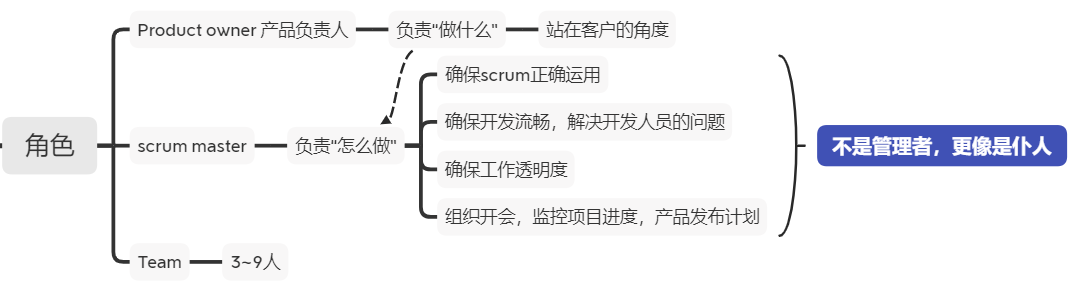 Product owner 产品负责人
负责"做什么"
站在客户的角度
确保scrum正确运用
确保开发流畅，解决开发人员的问题
角色
scrum master
负责"怎么做"
不是管理者，更像是仆人
确保工作透明度
组织开会，监控项目进度，产品发布计划
Team
3~9人